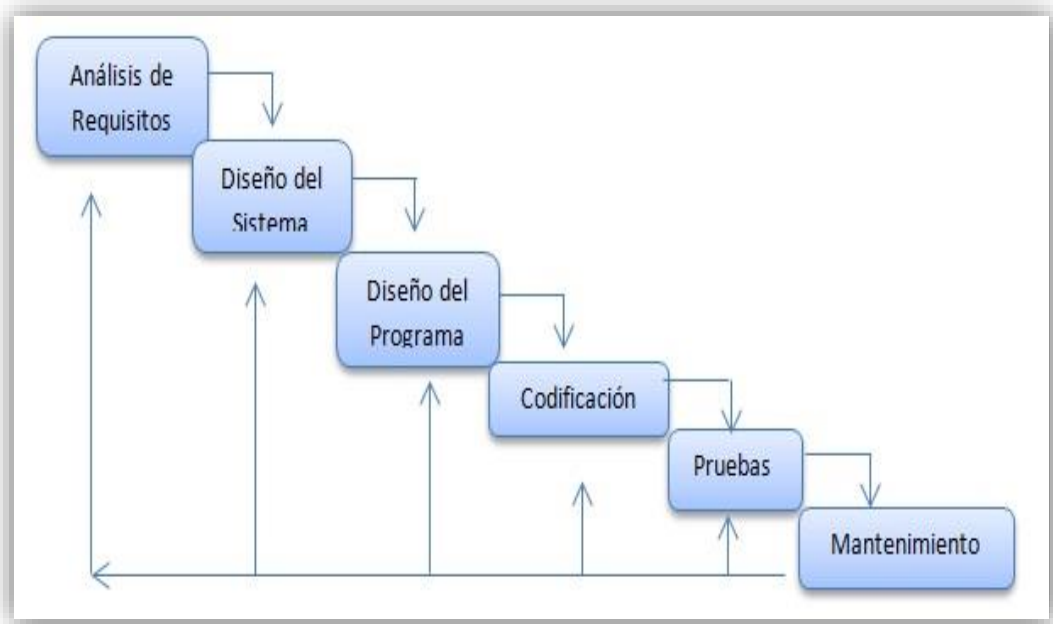 Análisis de
Requisitos
Diseño del
Sistema
Diseño del
Programa
Codificación
Pruebas
Mantenimiento